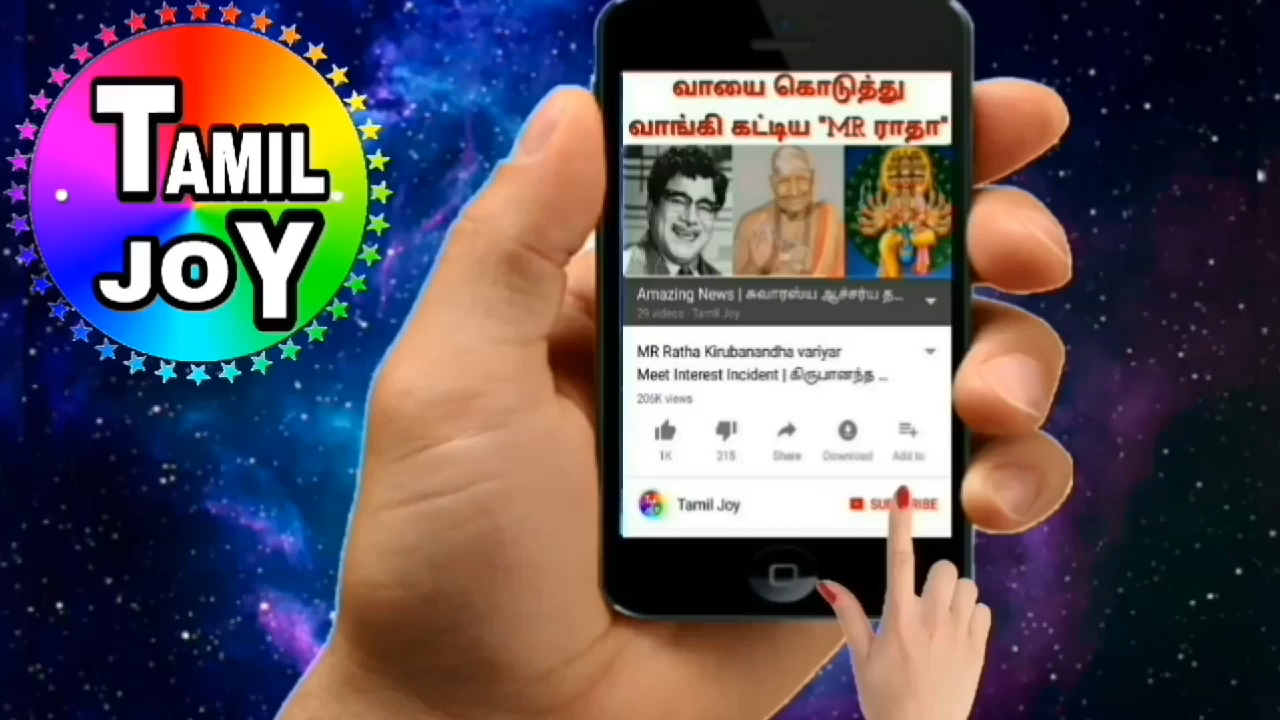 TAMIL
JOY
வாயை கொடுத்து
வாங்கி கட்டிய "MR ராதா"
Amazing News | சுவாரஸ்ய ஆச்சர்ய த...
29 videos · Tamil Joy
MR Ratha Kirubanandha variyar
Meet Interest Incident | கிருபானந்த ...
206K views
1K 215 Share Download Add to
Tamil Joy